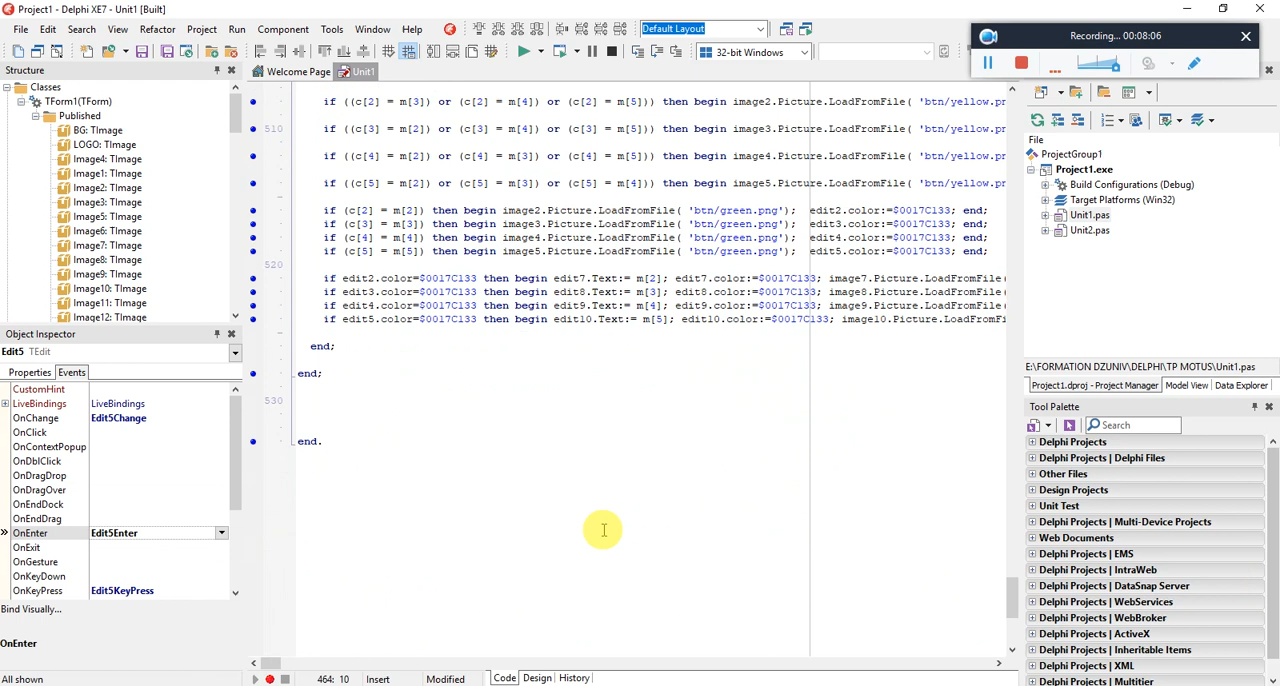 Project1 - Delphi XE7 - Unit1 [Built]
File Edit Search View Refactor Project Run Component Tools Window Help
Default Layout
32-bit Windows
Recording... 00:08:06
Structure
Classes
TForm1(TForm)
Published
BG: TImage
LOGO: TImage
Image4: TImage
Image1: TImage
Image2: TImage
Image3: TImage
Image5: TImage
Image6: TImage
Image7: TImage
Image8: TImage
Image9: TImage
Image10: TImage
Image11: TImage
Image12: TImage
Object Inspector
Edit5 TEdit
Properties Events
CustomHint
LiveBindings LiveBindings
OnChange Edit5Change
OnClick
OnContextPopup
OnDblClick
OnDragDrop
OnDragOver
OnEndDock
OnEndDrag
OnEnter Edit5Enter
OnExit
OnGesture
OnKeyDown
OnKeyPress Edit5KeyPress
Bind Visually...
OnEnter
All shown
Welcome Page Unit1
if ((c[2] = m[3]) or (c[2] = m[4]) or (c[2] = m[5])) then begin image2.Picture.LoadFromFile( 'btn/yellow.pn
510 if ((c[3] = m[2]) or (c[3] = m[4]) or (c[3] = m[5])) then begin image3.Picture.LoadFromFile( 'btn/yellow.pn
if ((c[4] = m[2]) or (c[4] = m[3]) or (c[4] = m[5])) then begin image4.Picture.LoadFromFile( 'btn/yellow.pn
if ((c[5] = m[2]) or (c[5] = m[3]) or (c[5] = m[4])) then begin image5.Picture.LoadFromFile( 'btn/yellow.pn
if (c[2] = m[2]) then begin image2.Picture.LoadFromFile( 'btn/green.png'); edit2.color:=$0017C133; end;
if (c[3] = m[3]) then begin image3.Picture.LoadFromFile( 'btn/green.png'); edit3.color:=$0017C133; end;
if (c[4] = m[4]) then begin image4.Picture.LoadFromFile( 'btn/green.png'); edit4.color:=$0017C133; end;
if (c[5] = m[5]) then begin image5.Picture.LoadFromFile( 'btn/green.png'); edit5.color:=$0017C133; end;
520
if edit2.color=$0017C133 then begin edit7.Text:= m[2]; edit7.color:=$0017C133; image7.Picture.LoadFromFile(
if edit3.color=$0017C133 then begin edit8.Text:= m[3]; edit8.color:=$0017C133; image8.Picture.LoadFromFile(
if edit4.color=$0017C133 then begin edit9.Text:= m[4]; edit9.color:=$0017C133; image9.Picture.LoadFromFile(
if edit5.color=$0017C133 then begin edit10.Text:= m[5]; edit10.color:=$0017C133; image10.Picture.LoadFromFi
end;
end;
530
end.
464: 10 Insert Modified Code Design History
File
ProjectGroup1
Project1.exe
Build Configurations (Debug)
Target Platforms (Win32)
Unit1.pas
Unit2.pas
E:\FORMATION DZUNIV\DELPHI\TP MOTUS\Unit1.pas
Project1.dproj - Project Manager Model View Data Explorer
Tool Palette
Search
Delphi Projects
Delphi Projects | Delphi Files
Other Files
Design Projects
Unit Test
Delphi Projects | Multi-Device Projects
Web Documents
Delphi Projects | EMS
Delphi Projects | IntraWeb
Delphi Projects | DataSnap Server
Delphi Projects | WebServices
Delphi Projects | WebBroker
Delphi Projects | ActiveX
Delphi Projects | Inheritable Items
Delphi Projects | XML
Delphi Projects | Multitier